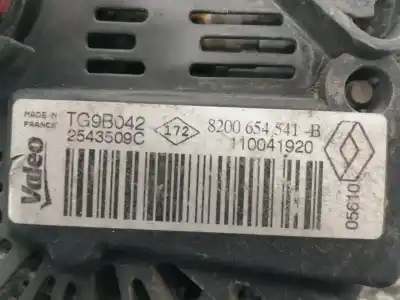 MADE IN
FRANCE
TG9B042
2543509C
172
8200 654 541-B
110041920
Valeo
05610